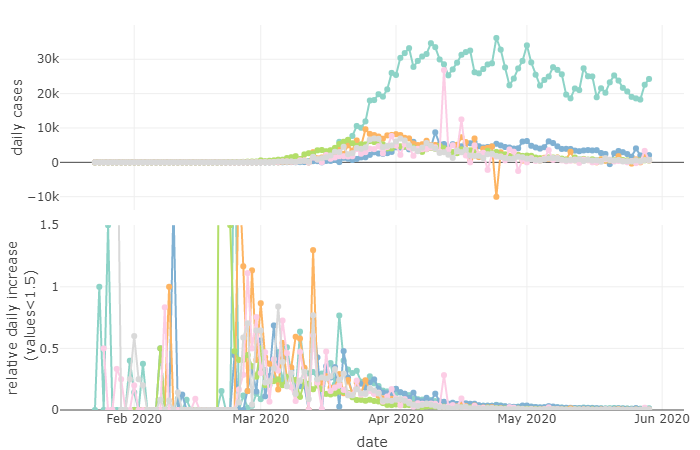 daily cases
30k
20k
10k
0
−10k
relative daily increase
(values<1.5)
1.5
1
0.5
0
Feb 2020
Mar 2020
Apr 2020
May 2020
Jun 2020
date